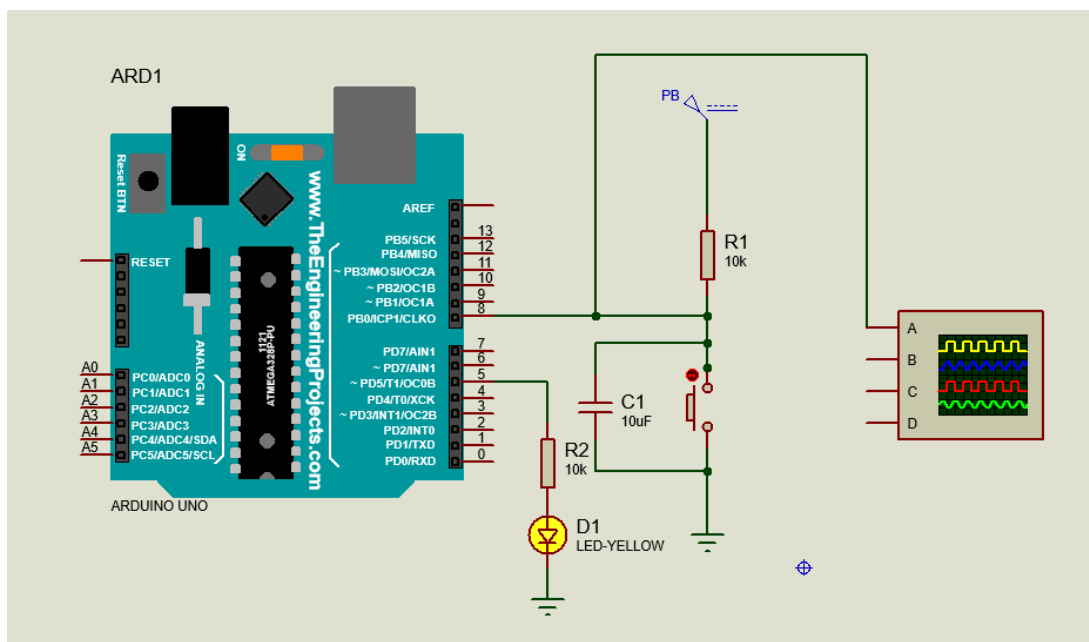 ARD1
PB
Reset BTN
ON
www.TheEngineeringProjects.com
AREF
13
PB5/SCK
12
PB4/MISO
11
~ PB3/MOSI/OC2A
10
~ PB2/OC1B
9
~ PB1/OC1A
8
PB0/ICP1/CLKO
RESET
R1
10k
1121
ATMEGA328P-PU
ANALOG IN
7
PD7/AIN1
6
~ PD7/AIN1
5
~ PD5/T1/OC0B
4
PD4/T0/XCK
3
~ PD3/INT1/OC2B
2
PD2/INT0
1
PD1/TXD
0
PD0/RXD
A0
PC0/ADC0
A1
PC1/ADC1
A2
PC2/ADC2
A3
PC3/ADC3
A4
PC4/ADC4/SDA
A5
PC5/ADC5/SCL
ARDUINO UNO
C1
10uF
R2
10k
D1
LED-YELLOW
A
B
C
D